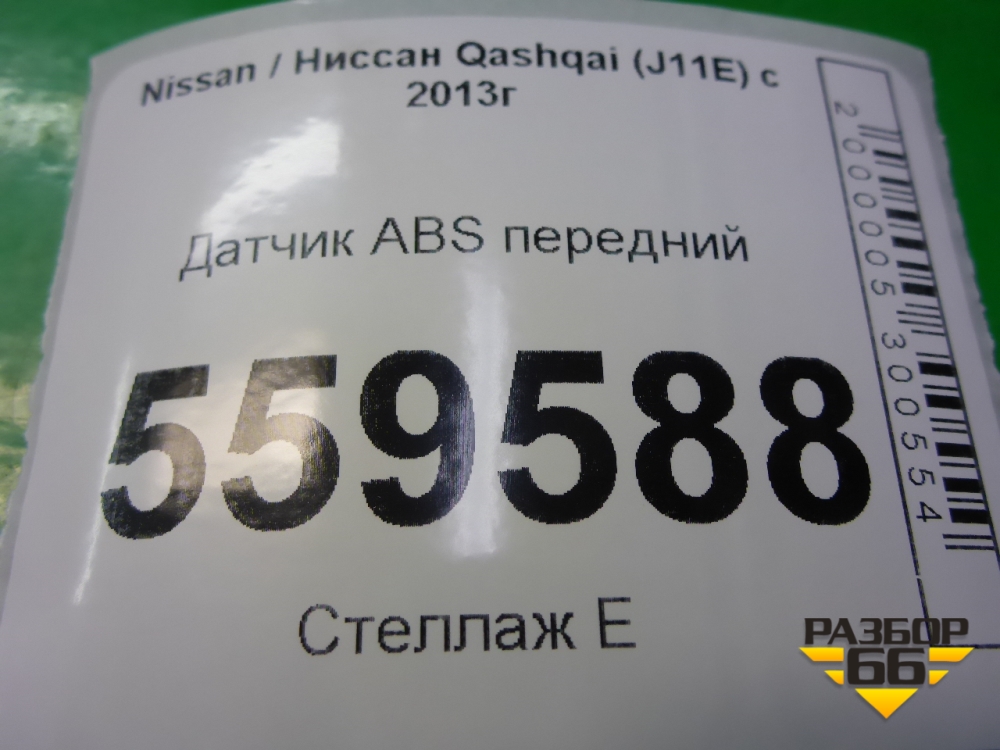 Nissan / Ниссан Qashqai (J11E) с
2013г
Датчик ABS передний
559588
Стеллаж Е
2000005300554
РАЗБОР
66